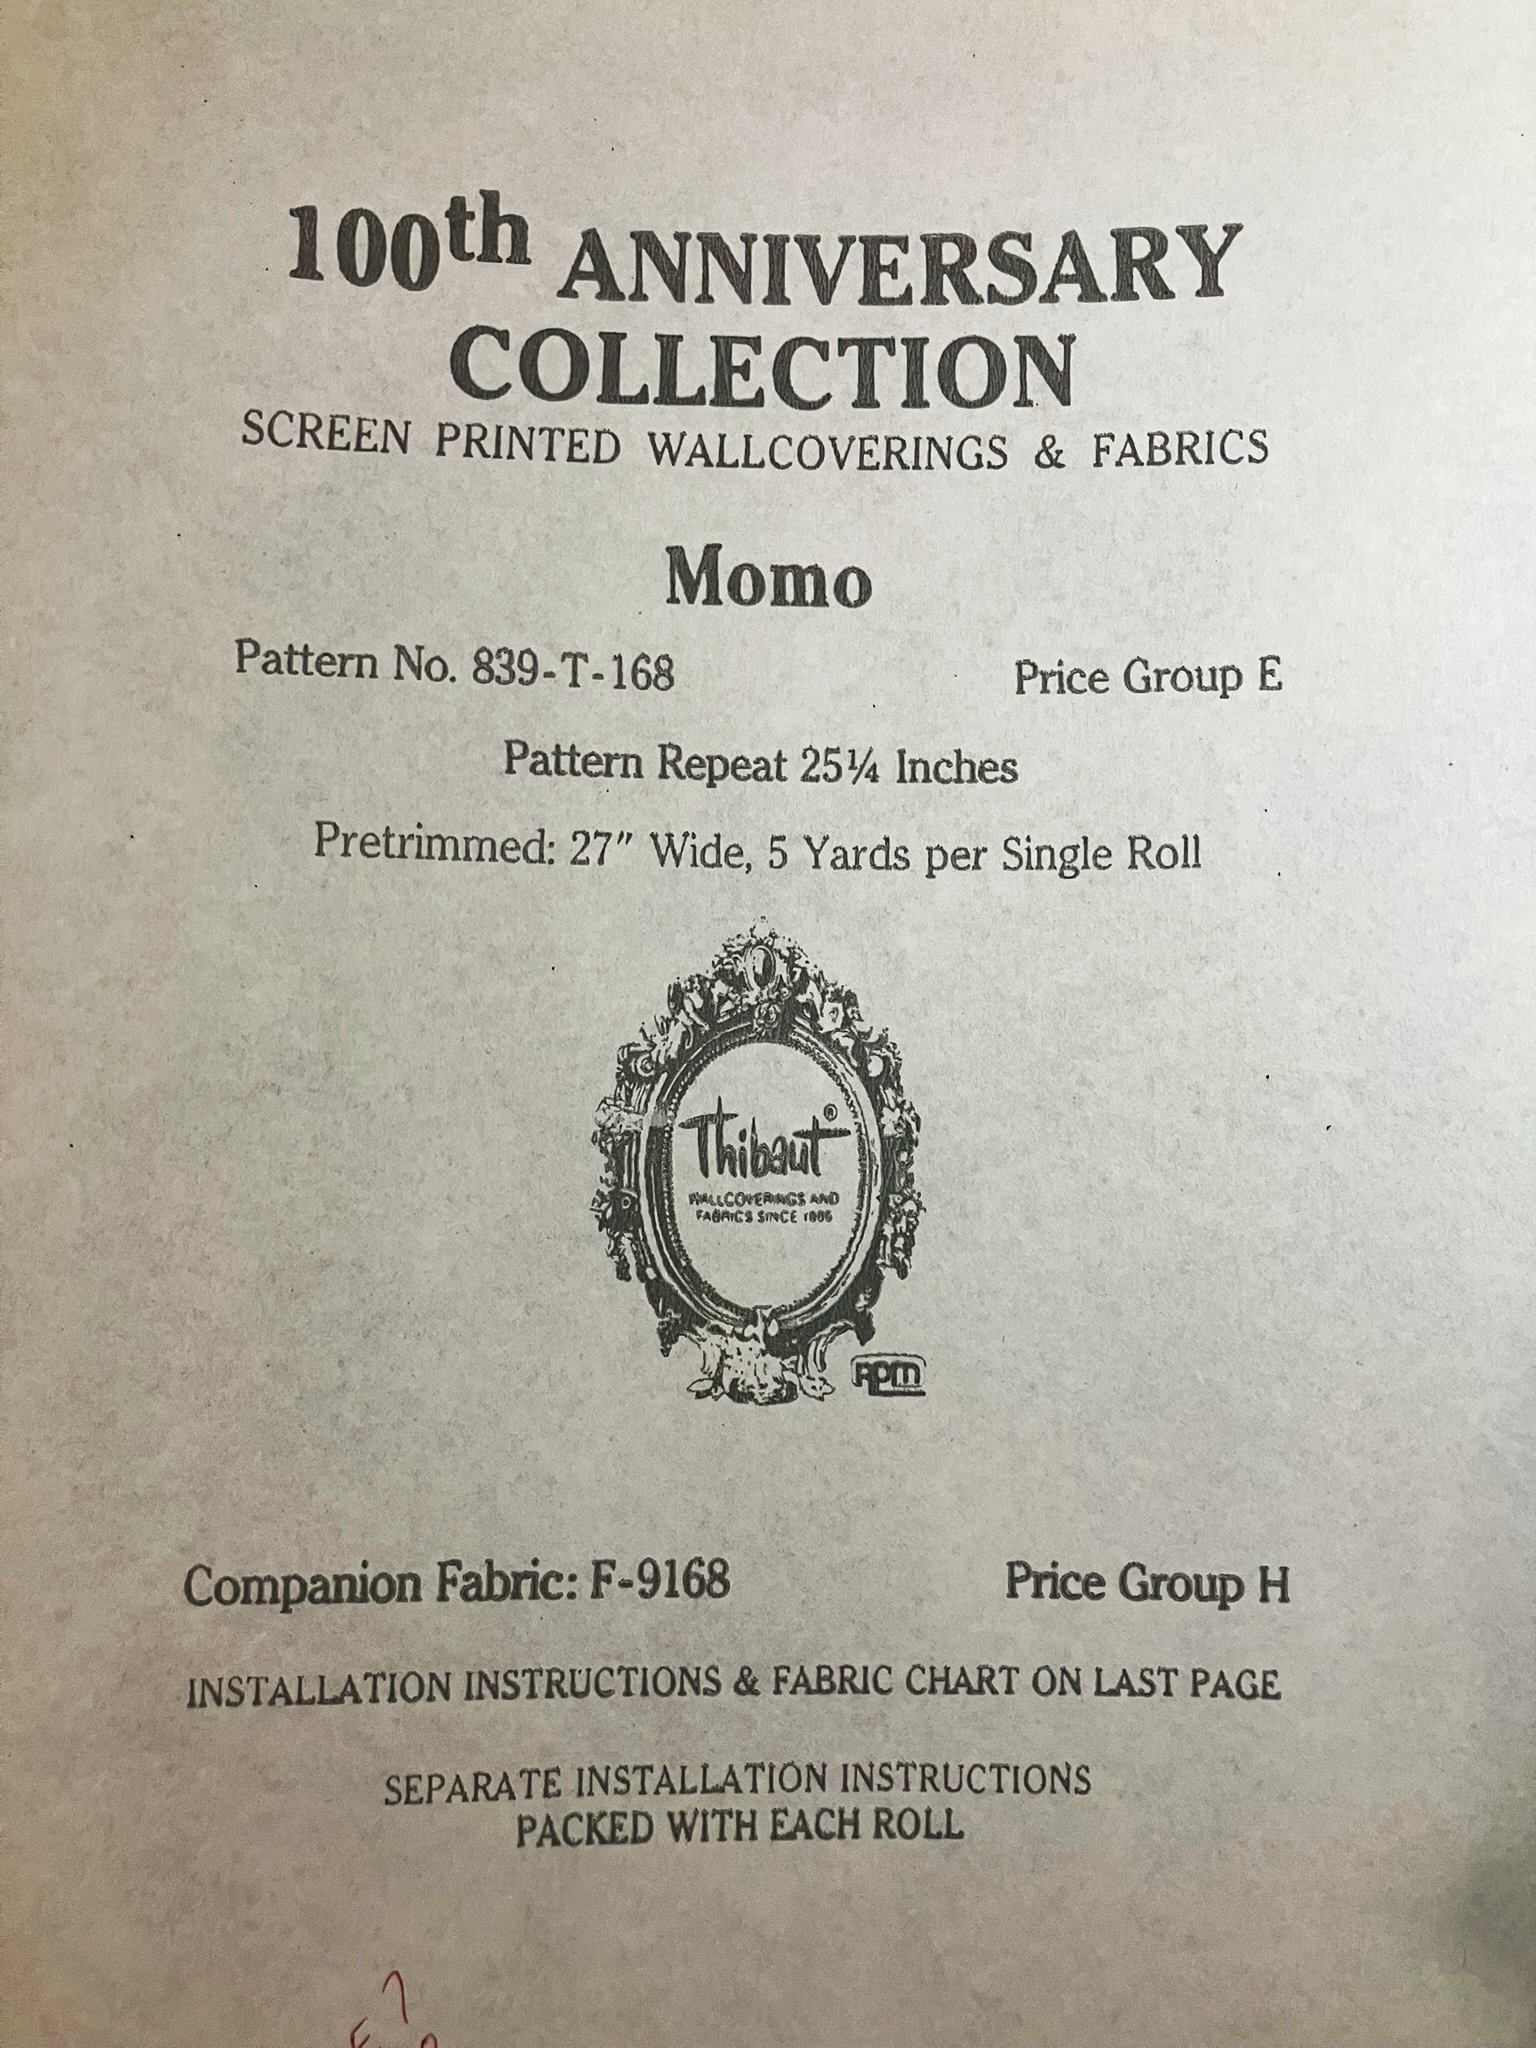 100th ANNIVERSARY
COLLECTION
SCREEN PRINTED WALLCOVERINGS & FABRICS
Momo
Pattern No. 839-T-168 Price Group E
Pattern Repeat 25¼ Inches
Pretrimmed: 27" Wide, 5 Yards per Single Roll
Thibaut®
WALLCOVERINGS AND
FABRICS SINCE 1886
RPM
Companion Fabric: F-9168 Price Group H
INSTALLATION INSTRUCTIONS & FABRIC CHART ON LAST PAGE
SEPARATE INSTALLATION INSTRUCTIONS
PACKED WITH EACH ROLL